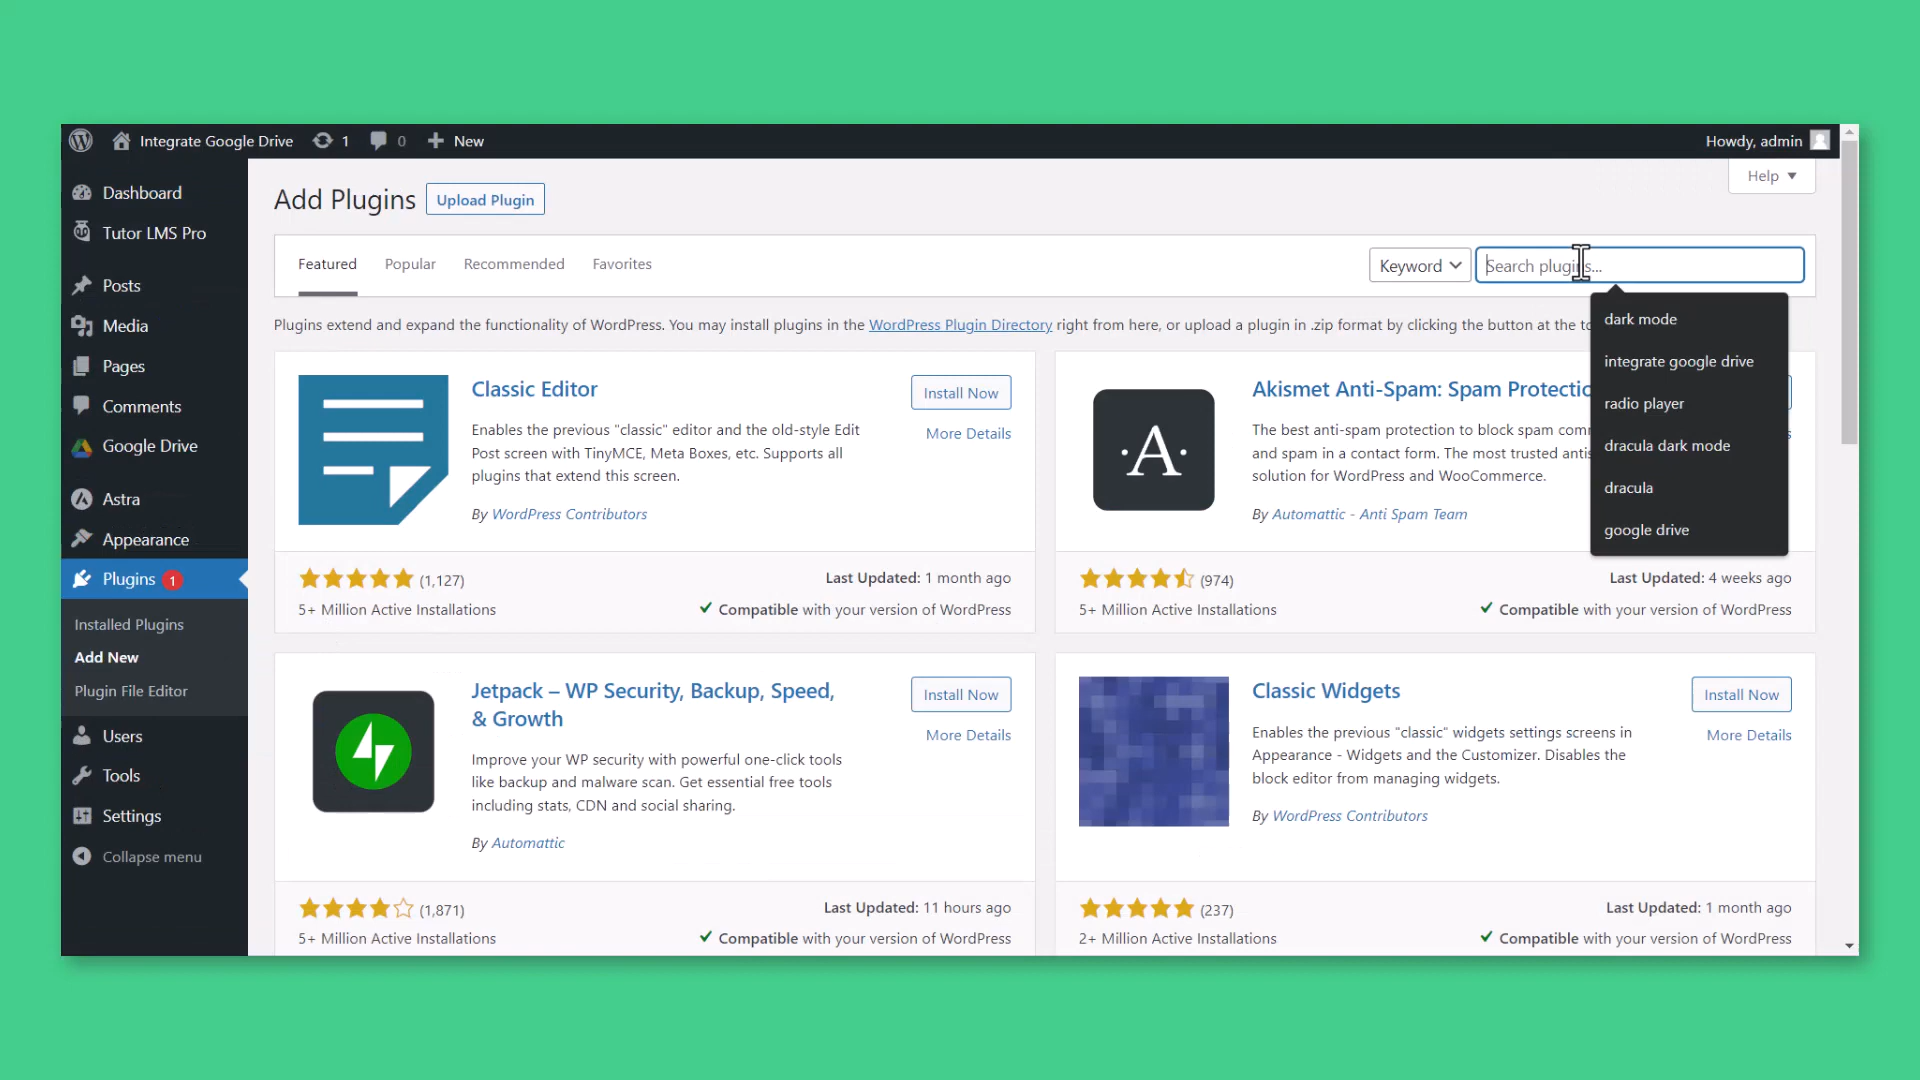 Integrate Google Drive 1 0 New Howdy, admin
Dashboard
Tutor LMS Pro
Posts
Media
Pages
Comments
Google Drive
Astra
Appearance
Plugins 1
Installed Plugins
Add New
Plugin File Editor
Users
Tools
Settings
Collapse menu
Help
Add Plugins Upload Plugin
Featured Popular Recommended Favorites Keyword Search plugins...
dark mode
integrate google drive
radio player
dracula dark mode
dracula
google drive
Plugins extend and expand the functionality of WordPress. You may install plugins in the WordPress Plugin Directory right from here, or upload a plugin in .zip format by clicking the button at the
Classic Editor
Install Now
More Details
Enables the previous "classic" editor and the old-style Edit
Post screen with TinyMCE, Meta Boxes, etc. Supports all
plugins that extend this screen.
By WordPress Contributors
(1,127) Last Updated: 1 month ago
5+ Million Active Installations Compatible with your version of WordPress
A
Akismet Anti-Spam: Spam
The best anti-spam protection to block spam
and spam in a contact form. The most trusted
solution for WordPress and WooCommerce.
By Automattic - Anti Spam Team
(974) Last Updated: 4 weeks ago
5+ Million Active Installations Compatible with your version of WordPress
Jetpack – WP Security, Backup, Speed,
& Growth
Install Now
More Details
Improve your WP security with powerful one-click tools
like backup and malware scan. Get essential free tools
including stats, CDN and social sharing.
By Automattic
(1,871) Last Updated: 11 hours ago
5+ Million Active Installations Compatible with your version of WordPress
Classic Widgets
Install Now
More Details
Enables the previous "classic" widgets settings screens in
Appearance - Widgets and the Customizer. Disables the
block editor from managing widgets.
By WordPress Contributors
(237) Last Updated: 1 month ago
2+ Million Active Installations Compatible with your version of WordPress